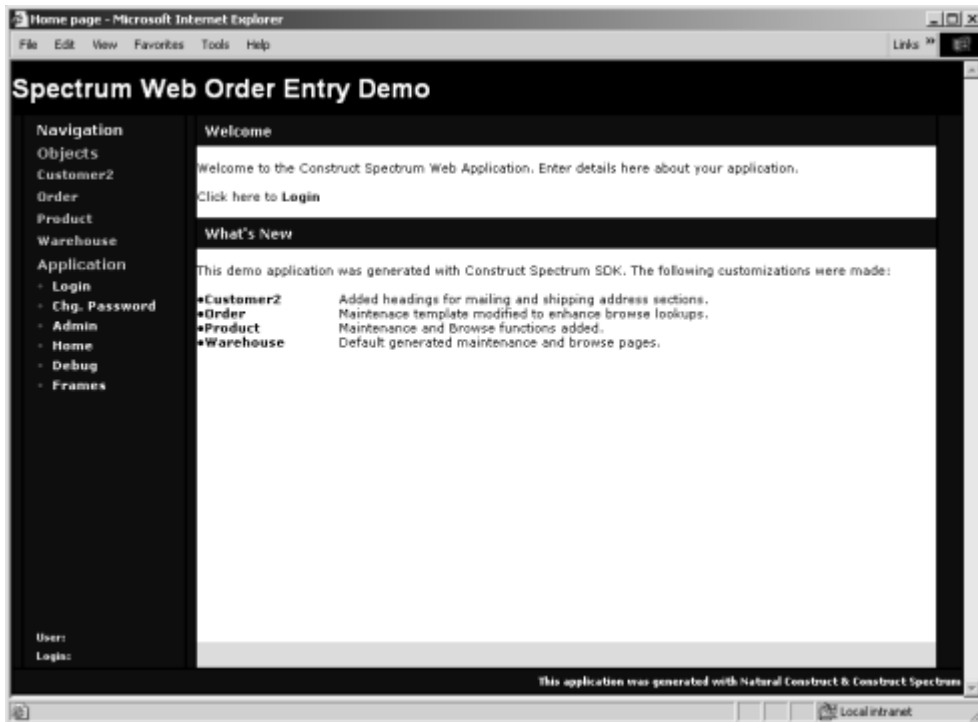 Home page - Microsoft Internet Explorer
File Edit View Favorites Tools Help Links »
Spectrum Web Order Entry Demo
Navigation
Objects
Customer2
Order
Product
Warehouse
Application
Login
Chg. Password
Admin
Home
Debug
Frames
User:
Login:
Welcome
Welcome to the Construct Spectrum Web Application. Enter details here about your application.
Click here to Login
What's New
This demo application was generated with Construct Spectrum SDK. The following customizations were made:
•Customer2 Added headings for mailing and shipping address sections.
•Order Maintenace template modified to enhance browse lookups.
•Product Maintenance and Browse functions added.
•Warehouse Default generated maintenance and browse pages.
This application was generated with Natural Construct & Construct Spectrum
Local intranet